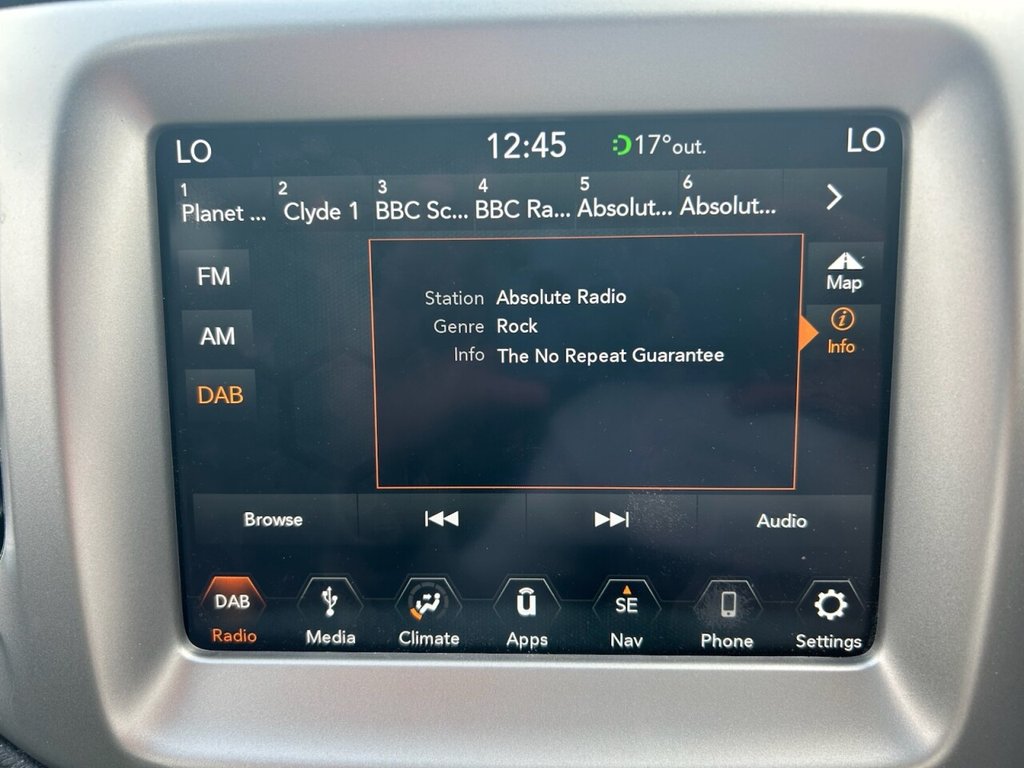 LO 12:45 17°out. LO
1 2 3 4 5 6
Planet ... Clyde 1 BBC Sc... BBC Ra... Absolut... Absolut...
FM
AM
DAB
Station Absolute Radio
Genre Rock
Info The No Repeat Guarantee
Map
i
Info
Browse Audio
DAB ū SE
Radio Media Climate Apps Nav Phone Settings